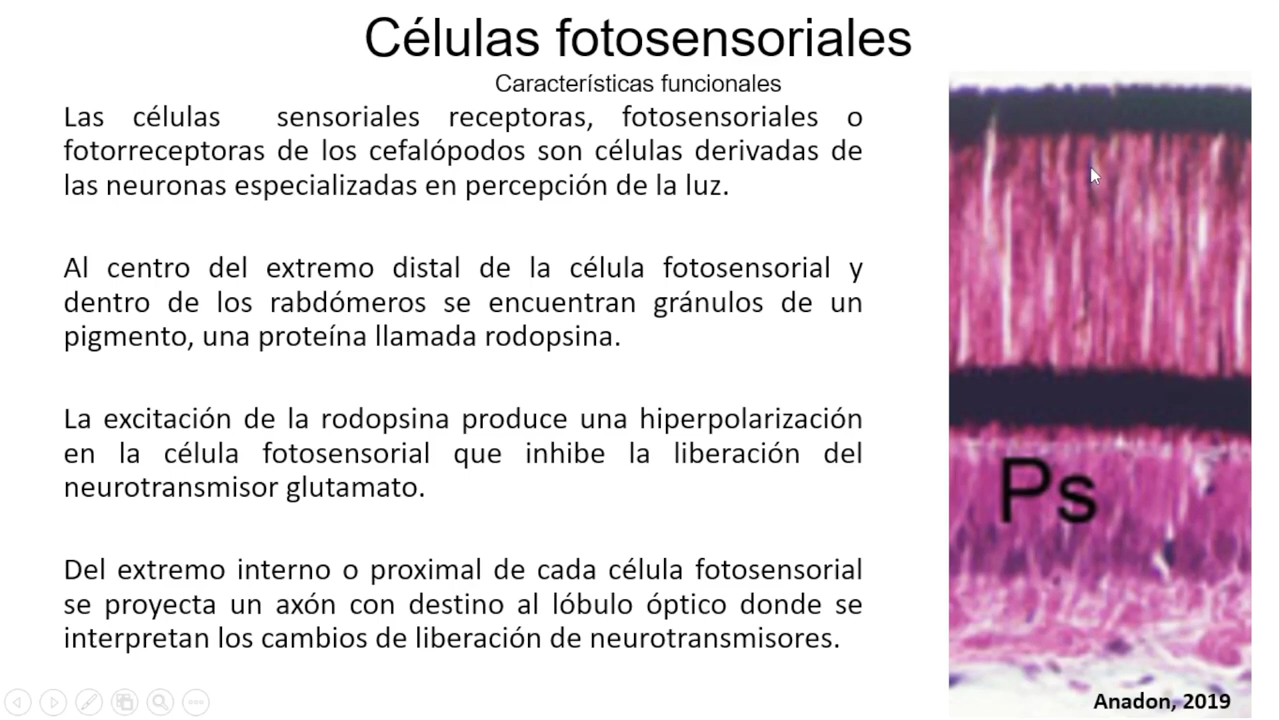 Células fotosensoriales
Características funcionales
Las células sensoriales receptoras, fotosensoriales o
fotorreceptoras de los cefalópodos son células derivadas de
las neuronas especializadas en percepción de la luz.
Al centro del extremo distal de la célula fotosensorial y
dentro de los rabdómeros se encuentran gránulos de un
pigmento, una proteína llamada rodopsina.
La excitación de la rodopsina produce una hiperpolarización
en la célula fotosensorial que inhibe la liberación del
neurotransmisor glutamato.
Del extremo interno o proximal de cada célula fotosensorial
se proyecta un axón con destino al lóbulo óptico donde se
interpretan los cambios de liberación de neurotransmisores.
Ps
Anadon, 2019